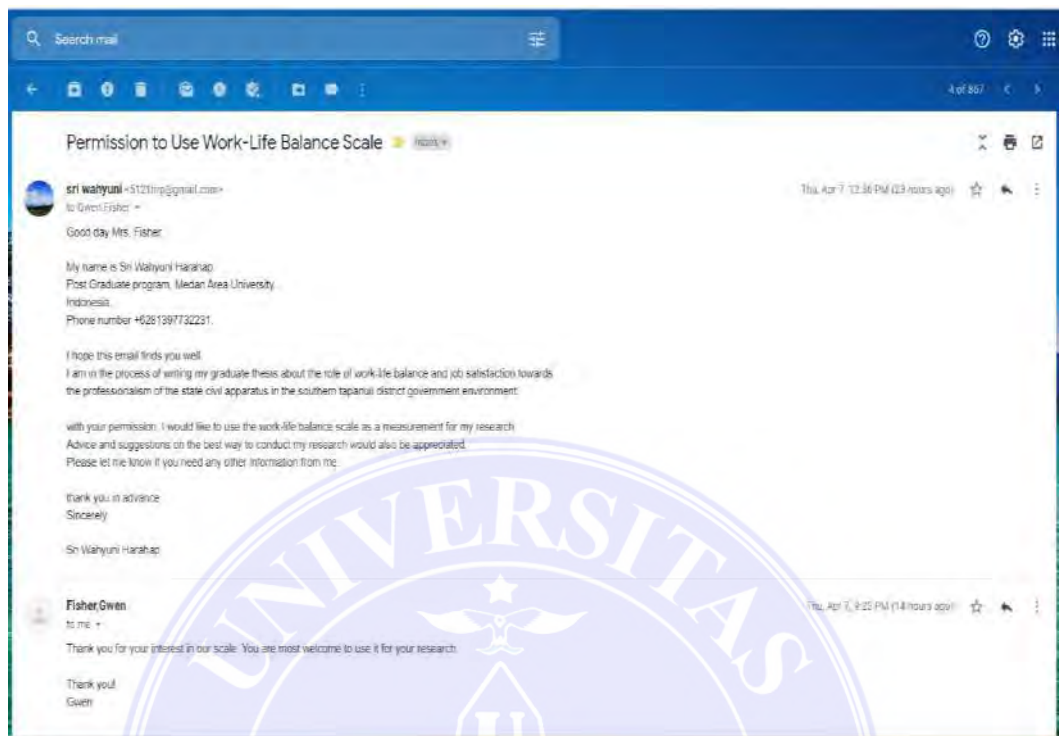 Search mail
4 of 867
Permission to Use Work-Life Balance Scale
Inbox
sri wahyuni
Thu, Apr 7, 12:36 PM (23 hours ago)
to Gwen.Fisher
Good day Mrs. Fisher
My name is Sri Wahyuni Harahap
Post Graduate program, Medan Area University
Indonesia
Phone number +6281397732231.
I hope this email finds you well
I am in the process of writing my graduate thesis about the role of work-life balance and job satisfaction towards
the professionalism of the state civil apparatus in the southern tapanuli district government environment.
with your permission, I would like to use the work-life balance scale as a measurement for my research
Advice and suggestions on the best way to conduct my research would also be appreciated
Please let me know if you need any other information from me
thank you in advance
Sincerely
Sri Wahyuni Harahap
Fisher,Gwen
Thu, Apr 7, PM (14 hours ago)
to me
Thank you for your interest in our scale. You are most welcome to use it for your research
Thank you!
Gwen
UNIVERSITAS